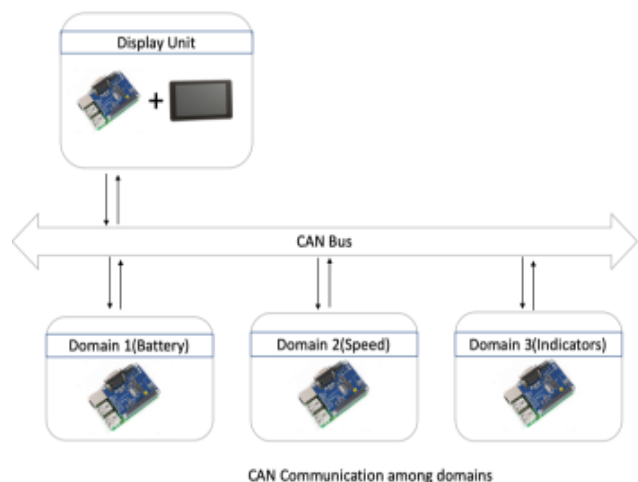 Display Unit
+
CAN Bus
Domain 1(Battery)
Domain 2(Speed)
Domain 3(Indicators)
CAN Communication among domains